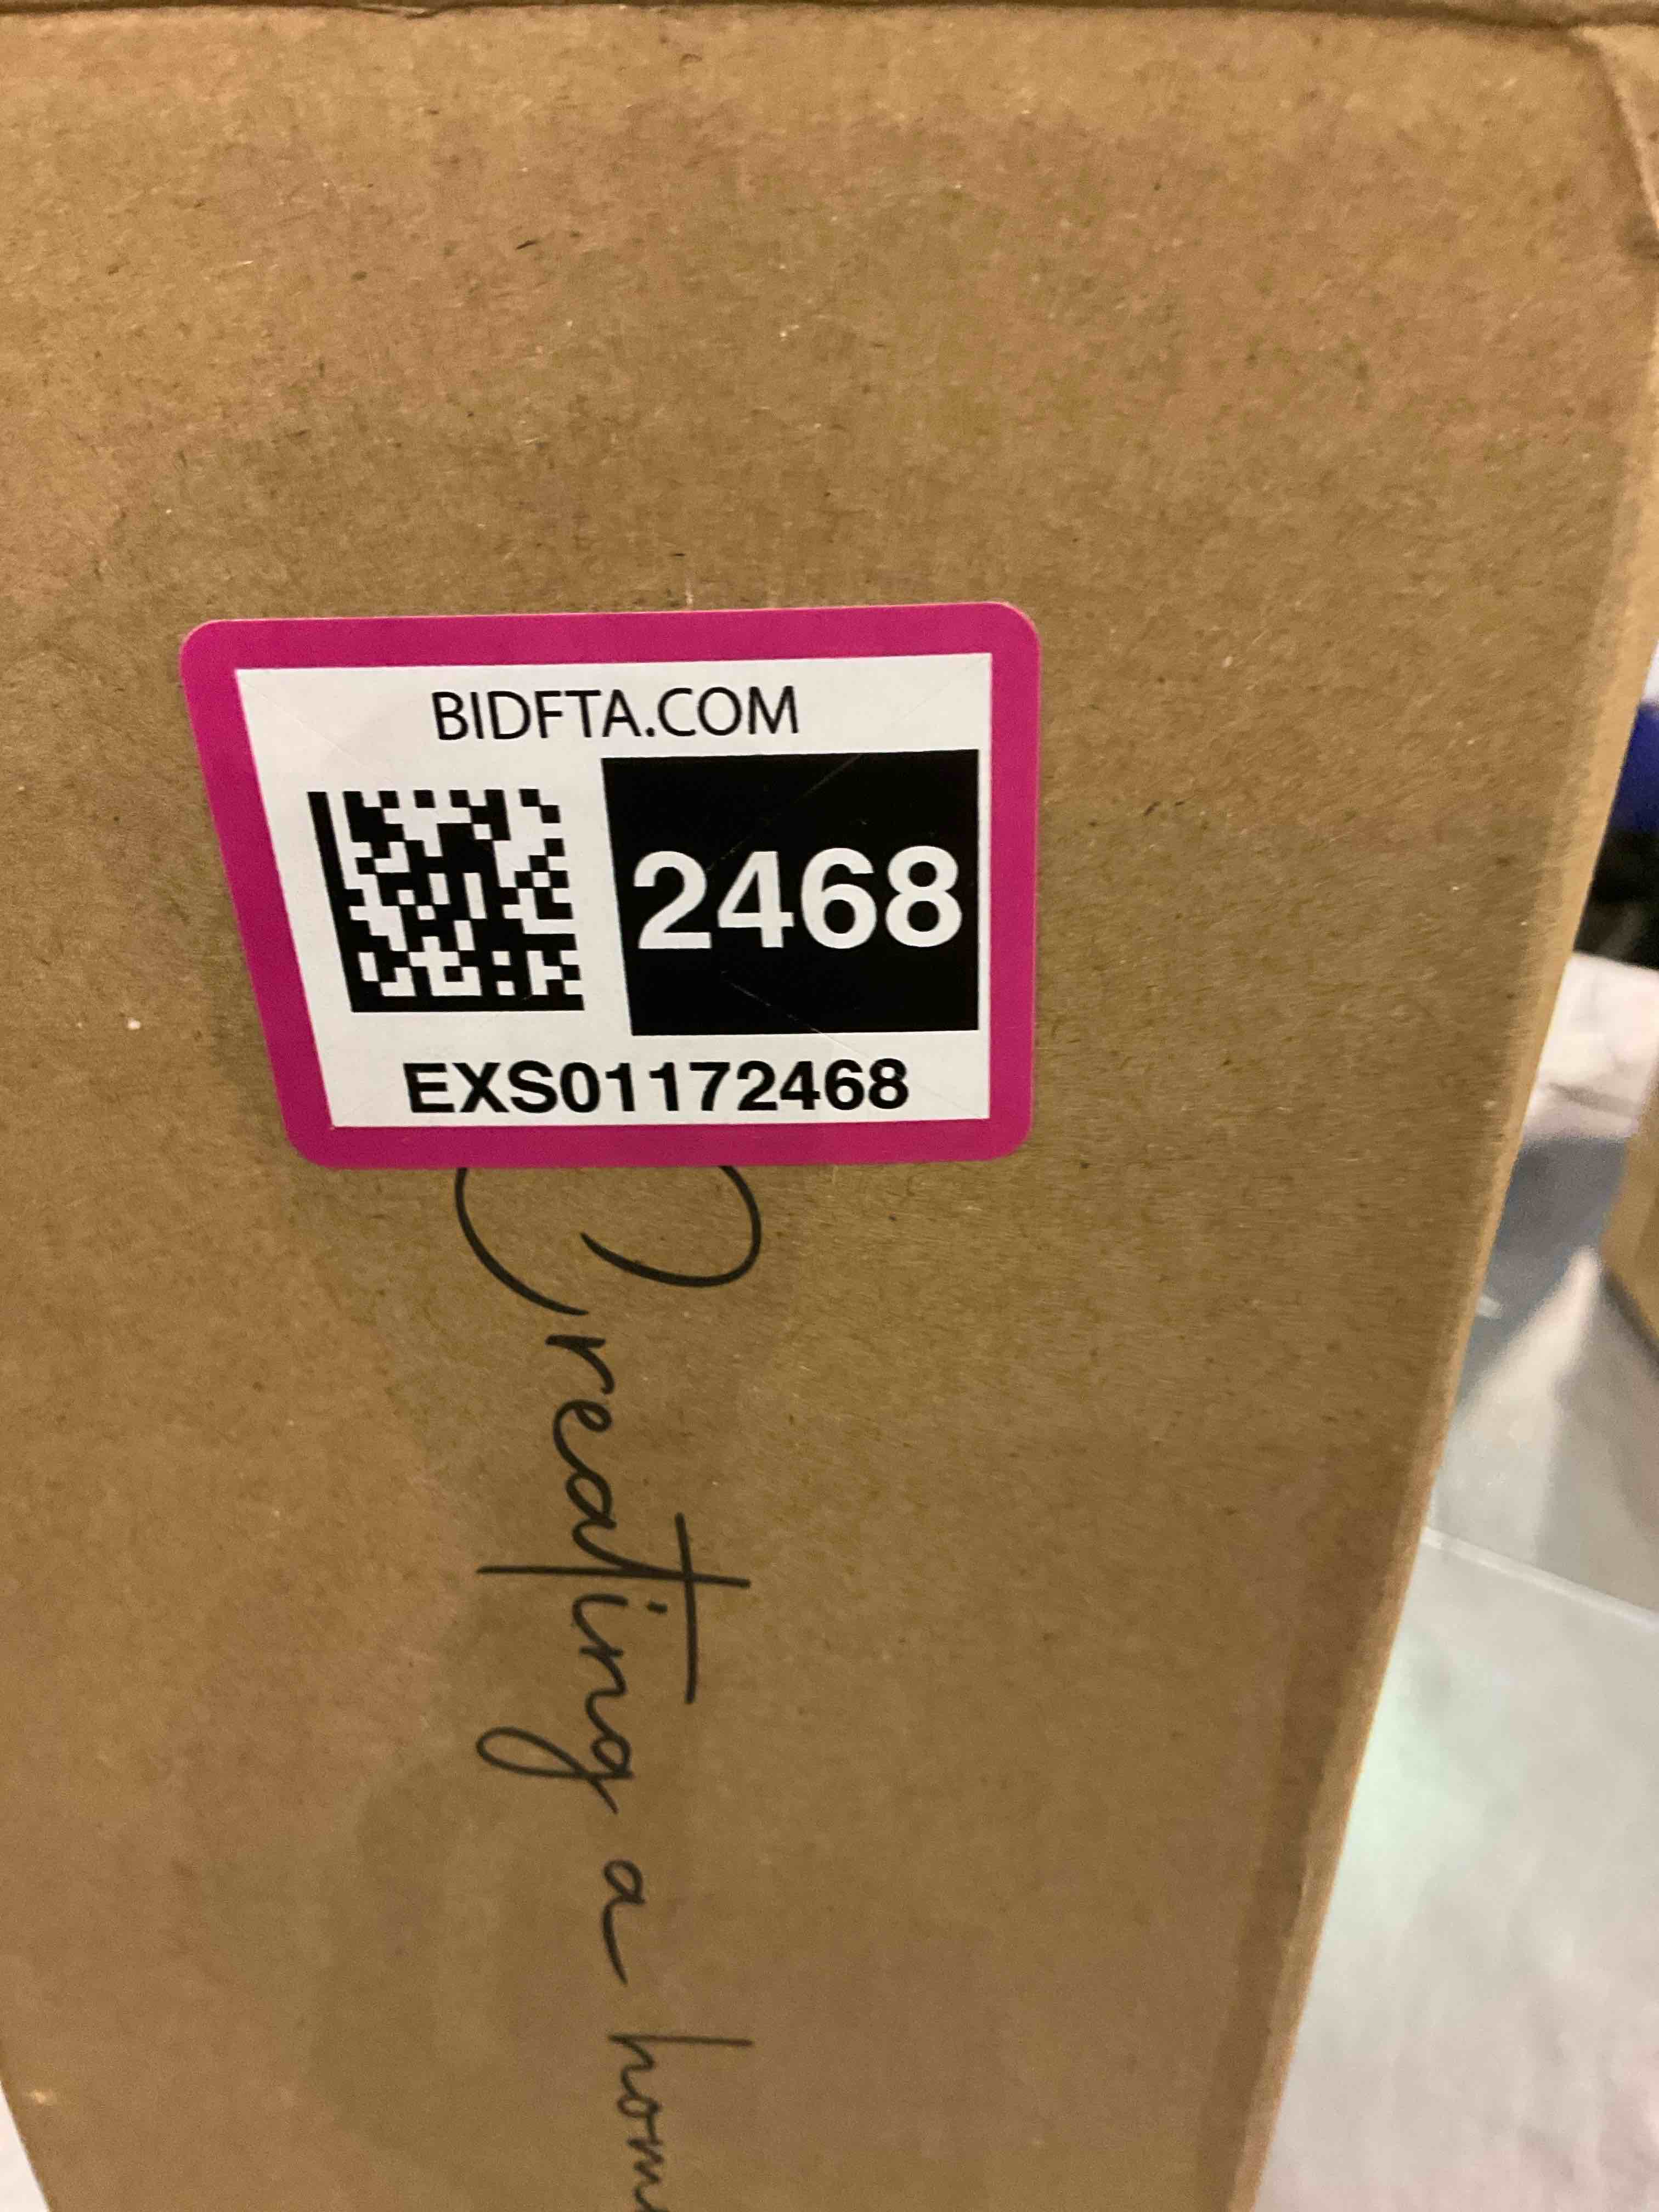 BIDFTA.COM
2468
EXS01172468
Creating a